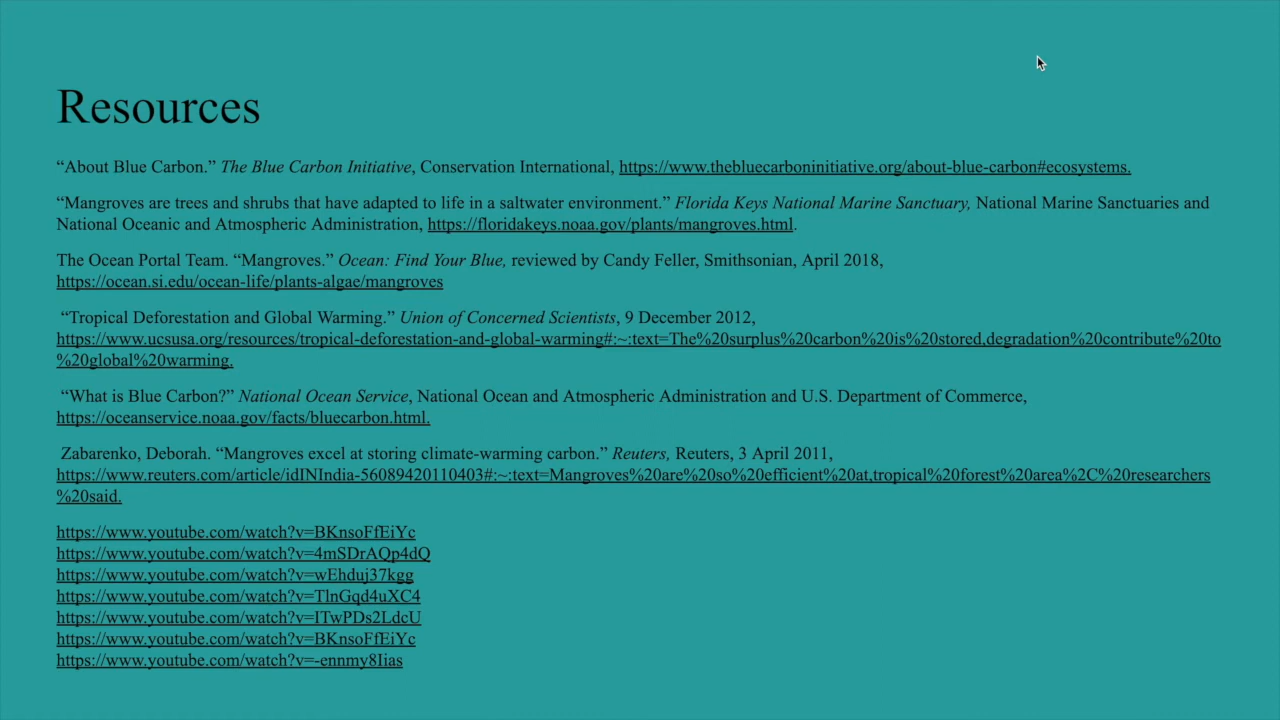 Resources
“About Blue Carbon.” The Blue Carbon Initiative, Conservation International, https://www.thebluecarboninitiative.org/about-blue-carbon#ecosystems.
“Mangroves are trees and shrubs that have adapted to life in a saltwater environment.” Florida Keys National Marine Sanctuary, National Marine Sanctuaries and
National Oceanic and Atmospheric Administration, https://floridakeys.noaa.gov/plants/mangroves.html.
The Ocean Portal Team. “Mangroves.” Ocean: Find Your Blue, reviewed by Candy Feller, Smithsonian, April 2018,
https://ocean.si.edu/ocean-life/plants-algae/mangroves
“Tropical Deforestation and Global Warming.” Union of Concerned Scientists, 9 December 2012,
https://www.ucsusa.org/resources/tropical-deforestation-and-global-warming#:~:text=The%20surplus%20carbon%20is%20stored,degradation%20contribute%20to
%20global%20warming.
“What is Blue Carbon?” National Ocean Service, National Ocean and Atmospheric Administration and U.S. Department of Commerce,
https://oceanservice.noaa.gov/facts/bluecarbon.html.
Zabarenko, Deborah. “Mangroves excel at storing climate-warming carbon.” Reuters, Reuters, 3 April 2011,
https://www.reuters.com/article/idINIndia-56089420110403#:~:text=Mangroves%20are%20so%20efficient%20at,tropical%20forest%20area%2C%20researchers
%20said.
https://www.youtube.com/watch?v=BKnsoFfEiYc
https://www.youtube.com/watch?v=4mSDrAQp4dQ
https://www.youtube.com/watch?v=wEhduj37kgg
https://www.youtube.com/watch?v=TlnGqd4uXC4
https://www.youtube.com/watch?v=ITwPDs2LdcU
https://www.youtube.com/watch?v=BKnsoFfEiYc
https://www.youtube.com/watch?v=-ennmy8Iias